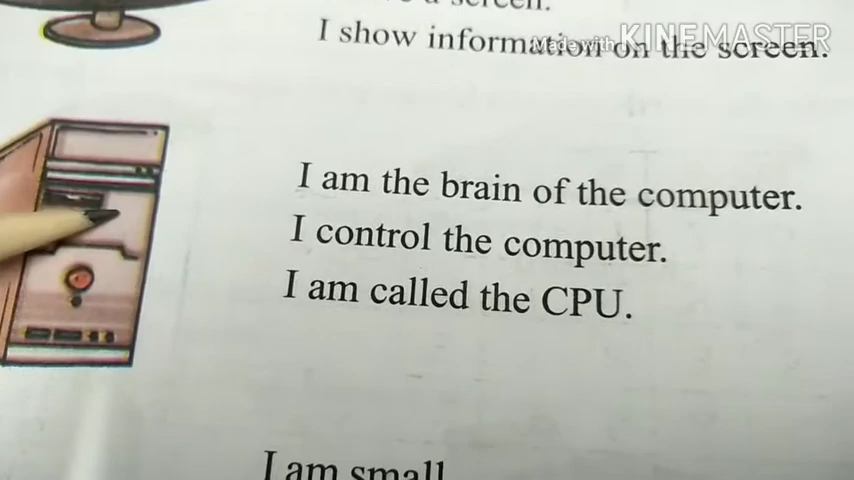 I show information on the screen.
Made with KINEMASTER
I am the brain of the computer.
I control the computer.
I am called the CPU.
I am small